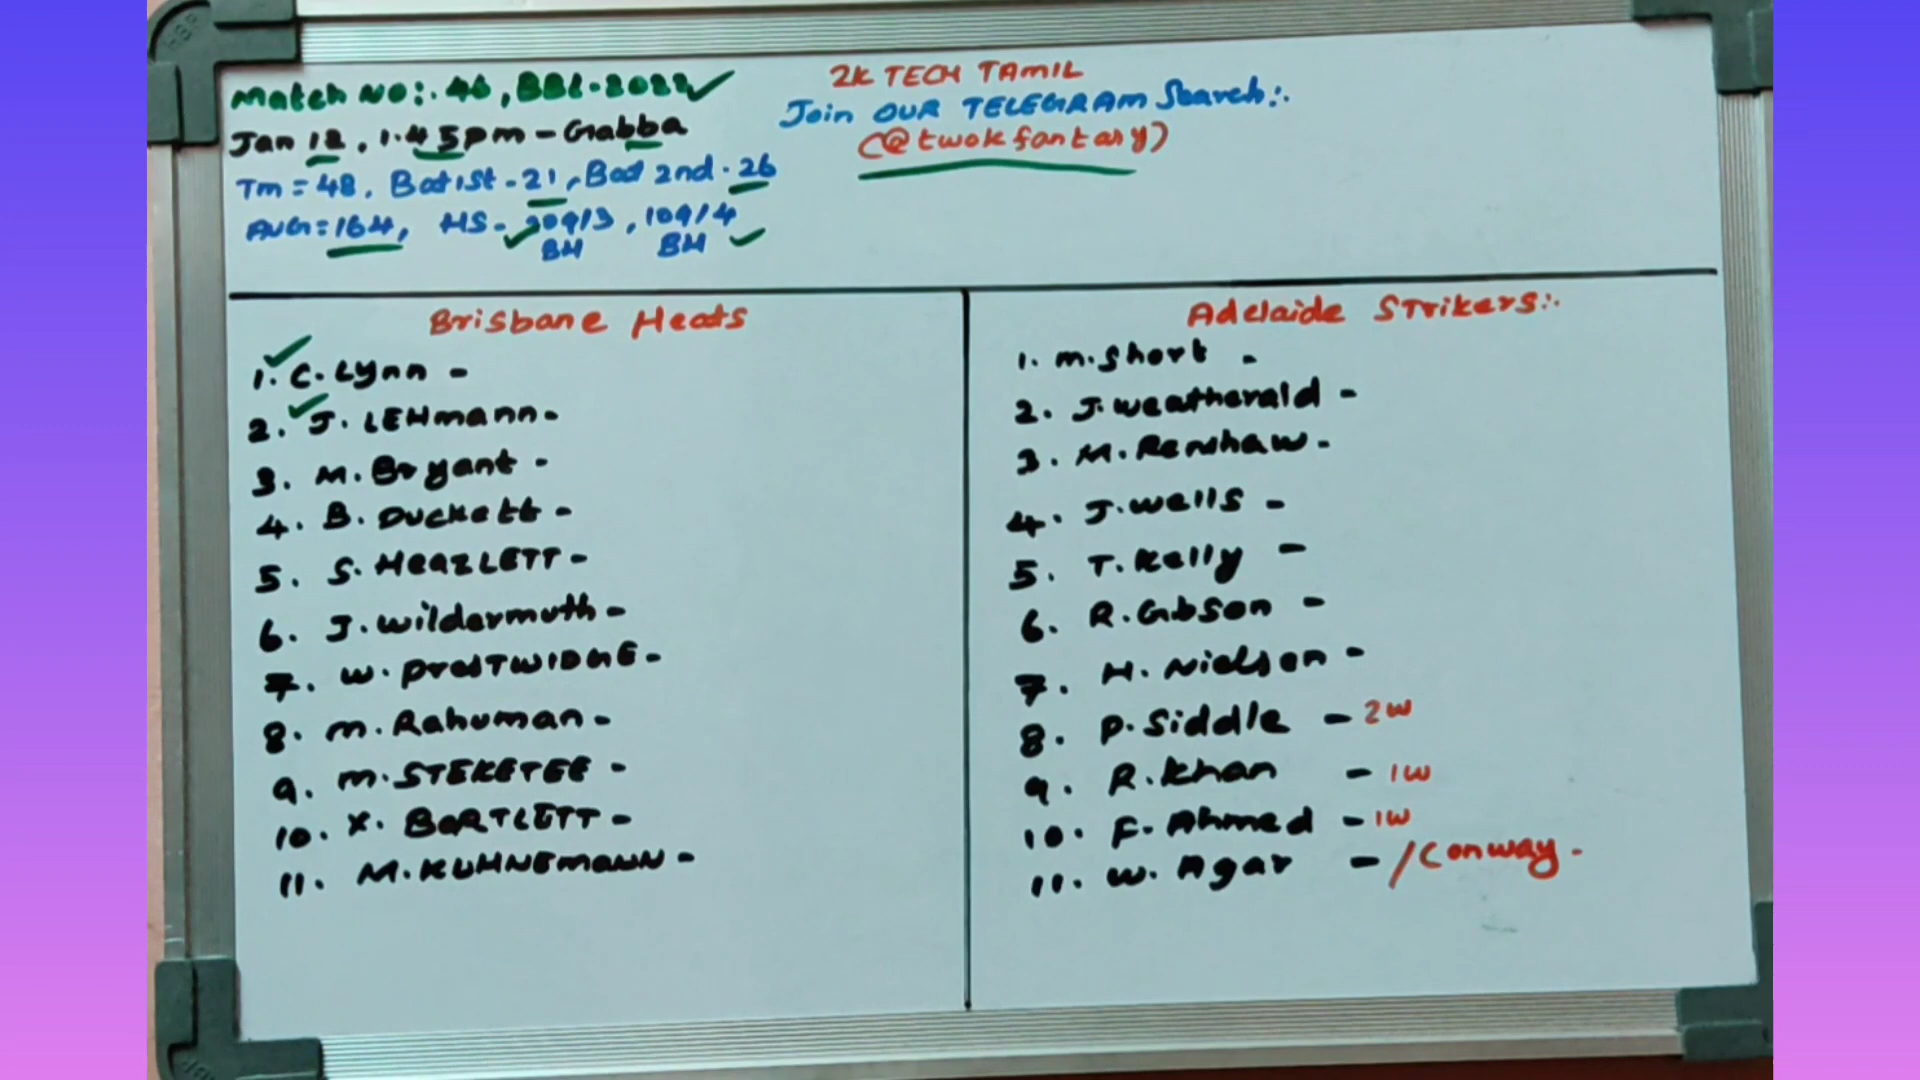 Match NO:. 46, BBL-2022
Jan 12, 1.45pm - Gabba
Tm = 48, Bat 1st - 21, Bat 2nd - 26
AVG = 164, HS - 209/3, 109/4
BH BH
2K TECH TAMIL
Join OUR TELEGRAM Search:.
(@twokfantasy)
Brisbane Heats
1. C. Lynn -
2. J. LEHmann -
3. M. Bryant -
4. B. Duckett -
5. S. HEAZLETT -
6. J. Wildermuth -
7. W. PresTWIDGE -
8. M. Rahuman -
9. M. STEKETEE -
10. X. BARTLETT -
11. M. KUHNEMANN -
Adelaide STrikers:.
1. M. Short -
2. J. Weatherald -
3. M. Renshaw -
4. J. Wells -
5. T. Kelly -
6. R. Gibson -
7. H. Nielsen -
8. P. Siddle - 2W
9. R. Khan - 1W
10. F. Ahmed - 1W
11. W. Agar - /Conway -